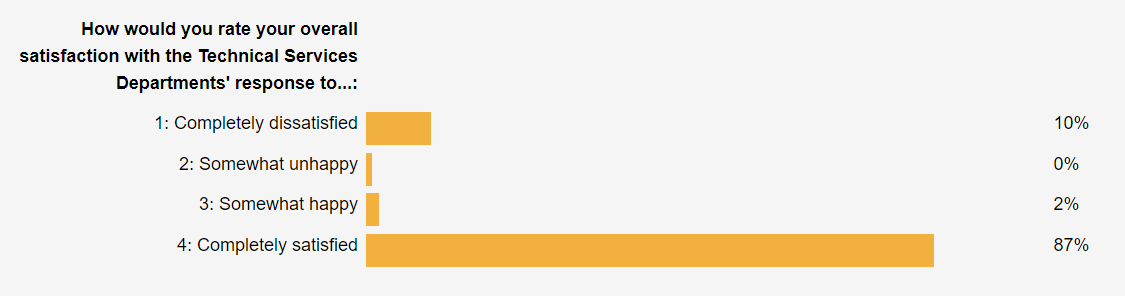 How would you rate your overall
satisfaction with the Technical Services
Departments' response to...:
1: Completely dissatisfied 10%
2: Somewhat unhappy 0%
3: Somewhat happy 2%
4: Completely satisfied 87%